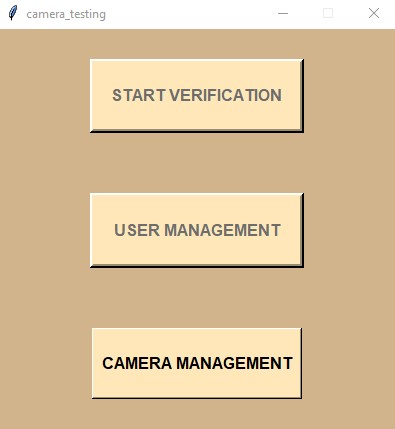 camera_testing
START VERIFICATION
USER MANAGEMENT
CAMERA MANAGEMENT